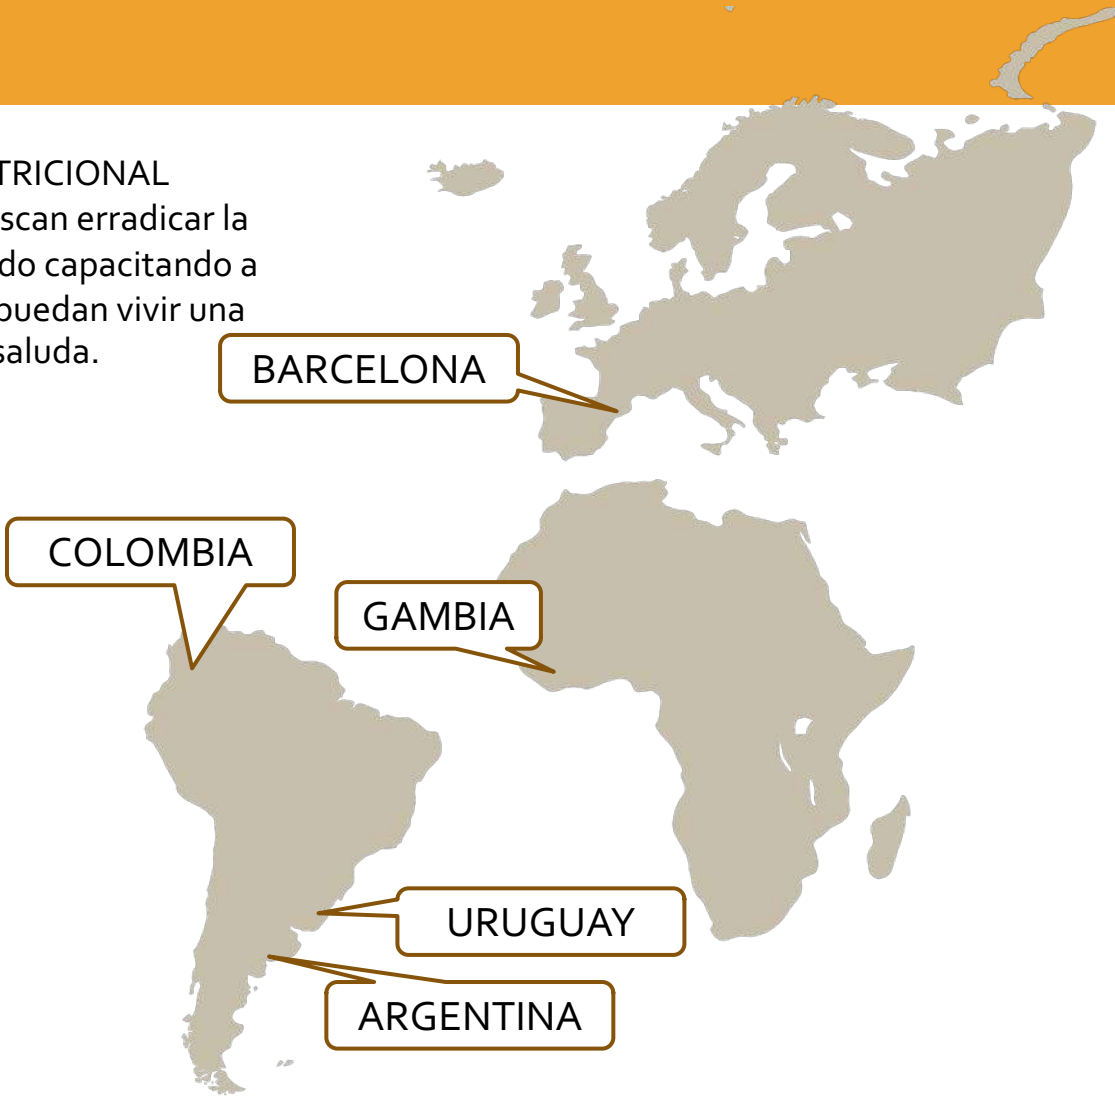 TRICIONAL
scan erradicar la
do capacitando a
puedan vivir una
saluda.
BARCELONA
COLOMBIA
GAMBIA
URUGUAY
ARGENTINA